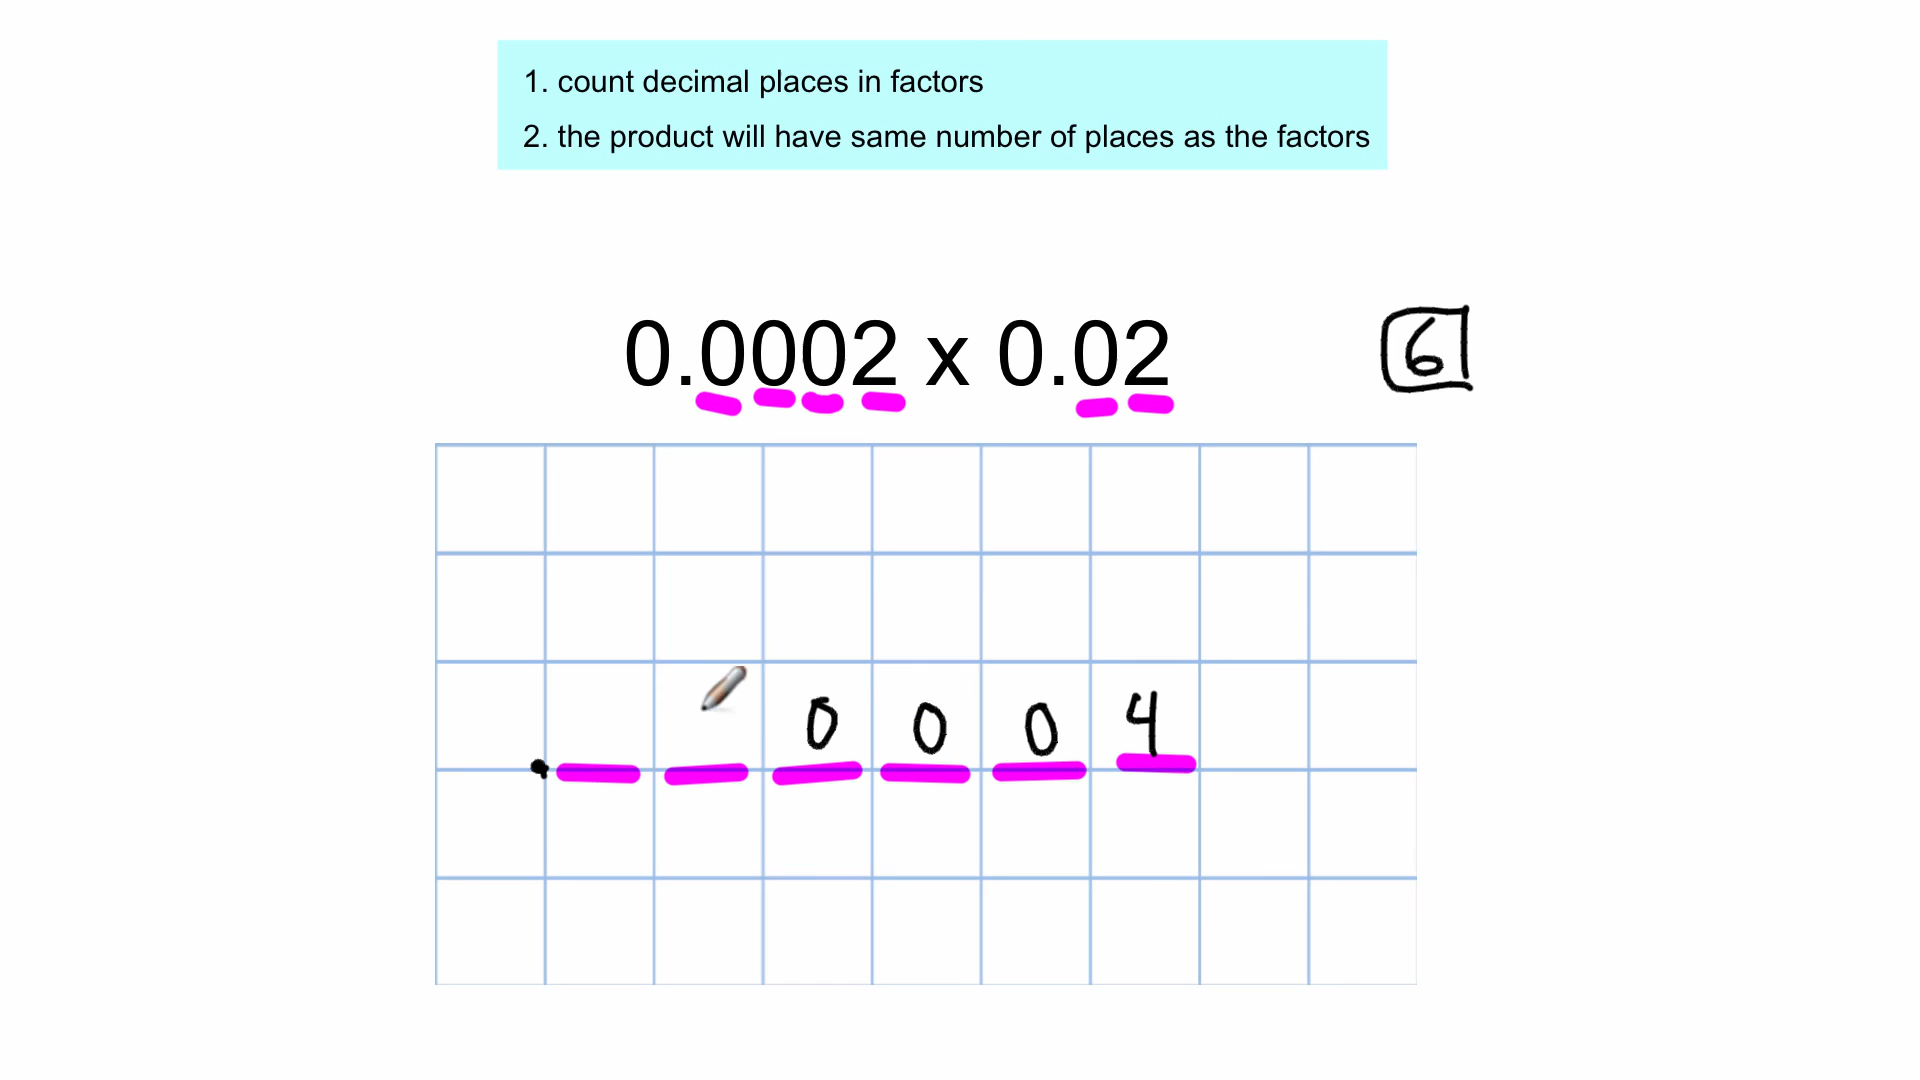 1. count decimal places in factors
2. the product will have same number of places as the factors
0.0002 x 0.02
6
. 0 0 0 4